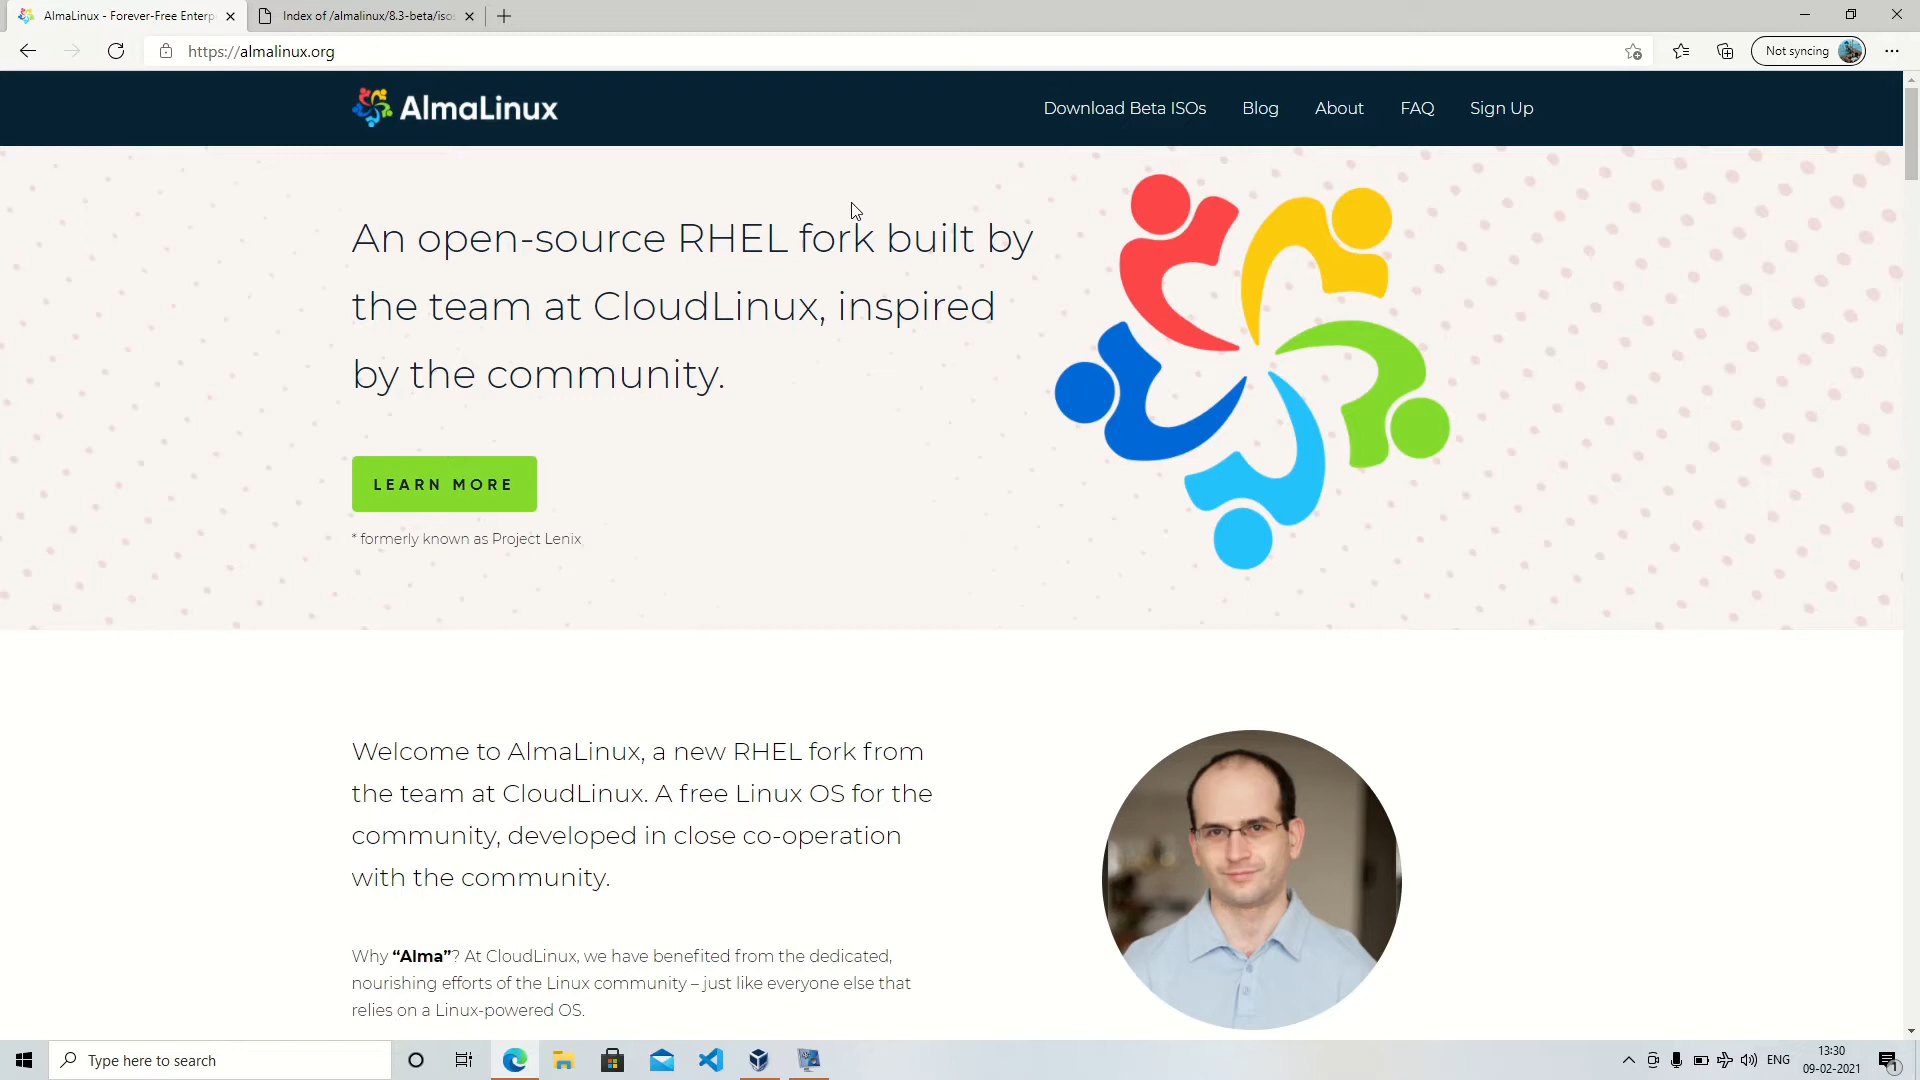 AlmaLinux - Forever-Free Enterp
Index of /almalinux/8.3-beta/iso
https://almalinux.org
Not syncing
AlmaLinux
Download Beta ISOs
Blog
About
FAQ
Sign Up
An open-source RHEL fork built by
the team at CloudLinux, inspired
by the community.
LEARN MORE
* formerly known as Project Lenix
Welcome to AlmaLinux, a new RHEL fork from
the team at CloudLinux. A free Linux OS for the
community, developed in close co-operation
with the community.
Why “Alma”? At CloudLinux, we have benefited from the dedicated,
nourishing efforts of the Linux community – just like everyone else that
relies on a Linux-powered OS.
Type here to search
ENG
13:30
09-02-2021
1